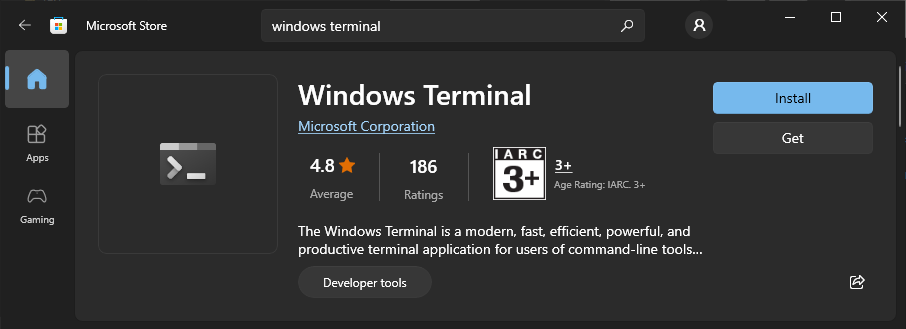 Microsoft Store
windows terminal
Apps
Gaming
Windows Terminal
Microsoft Corporation
4.8
Average
186
Ratings
IARC
3+
3+
Age Rating: IARC. 3+
The Windows Terminal is a modern, fast, efficient, powerful, and
productive terminal application for users of command-line tools...
Developer tools
Install
Get